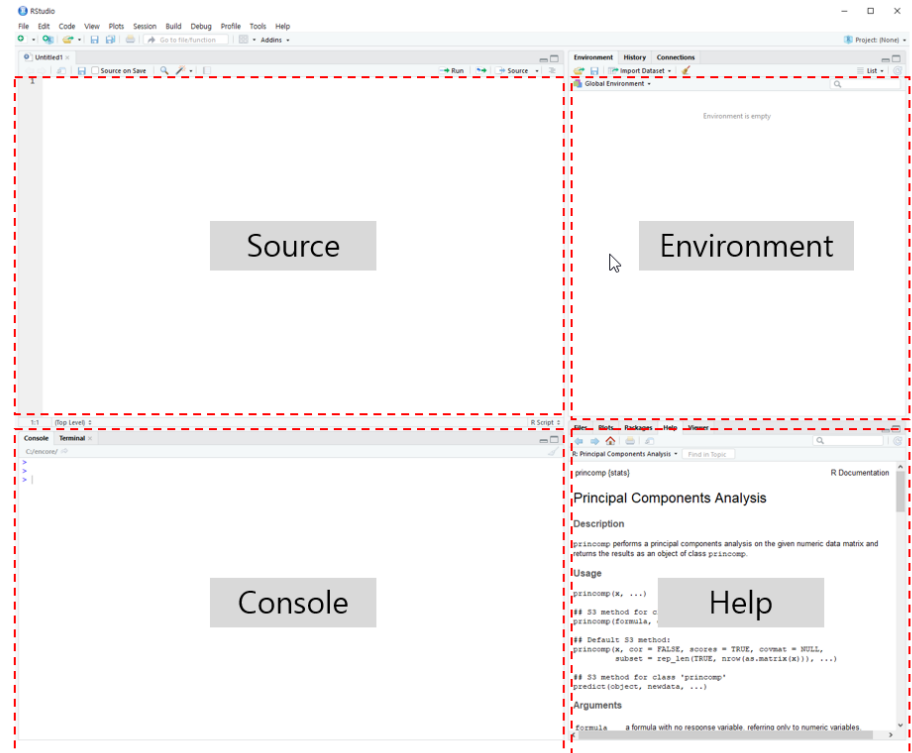 RStudio
File Edit Code View Plots Session Build Debug Profile Tools Help
Go to file/function Addins Project: (None)
Untitled1
Source on Save Run Source
1
Source
1:1 (Top Level) R Script
Environment History Connections
Import Dataset List
Global Environment
Environment is empty
Environment
Console Terminal
C:/encore/
>
>
>
Console
Files Plots Packages Help Viewer
R: Principal Components Analysis Find in Topic
princomp {stats} R Documentation
Principal Components Analysis
Description
princomp performs a principal components analysis on the given numeric data matrix and
returns the results as an object of class princomp.
Usage
princomp(x, ...)
Help
## S3 method for c
princomp(formula,
## Default S3 method:
princomp(x, cor = FALSE, scores = TRUE, covmat = NULL,
subset = rep_len(TRUE, nrow(as.matrix(x))), ...)
## S3 method for class 'princomp'
predict(object, newdata, ...)
Arguments
formula a formula with no response variable, referring only to numeric variables.